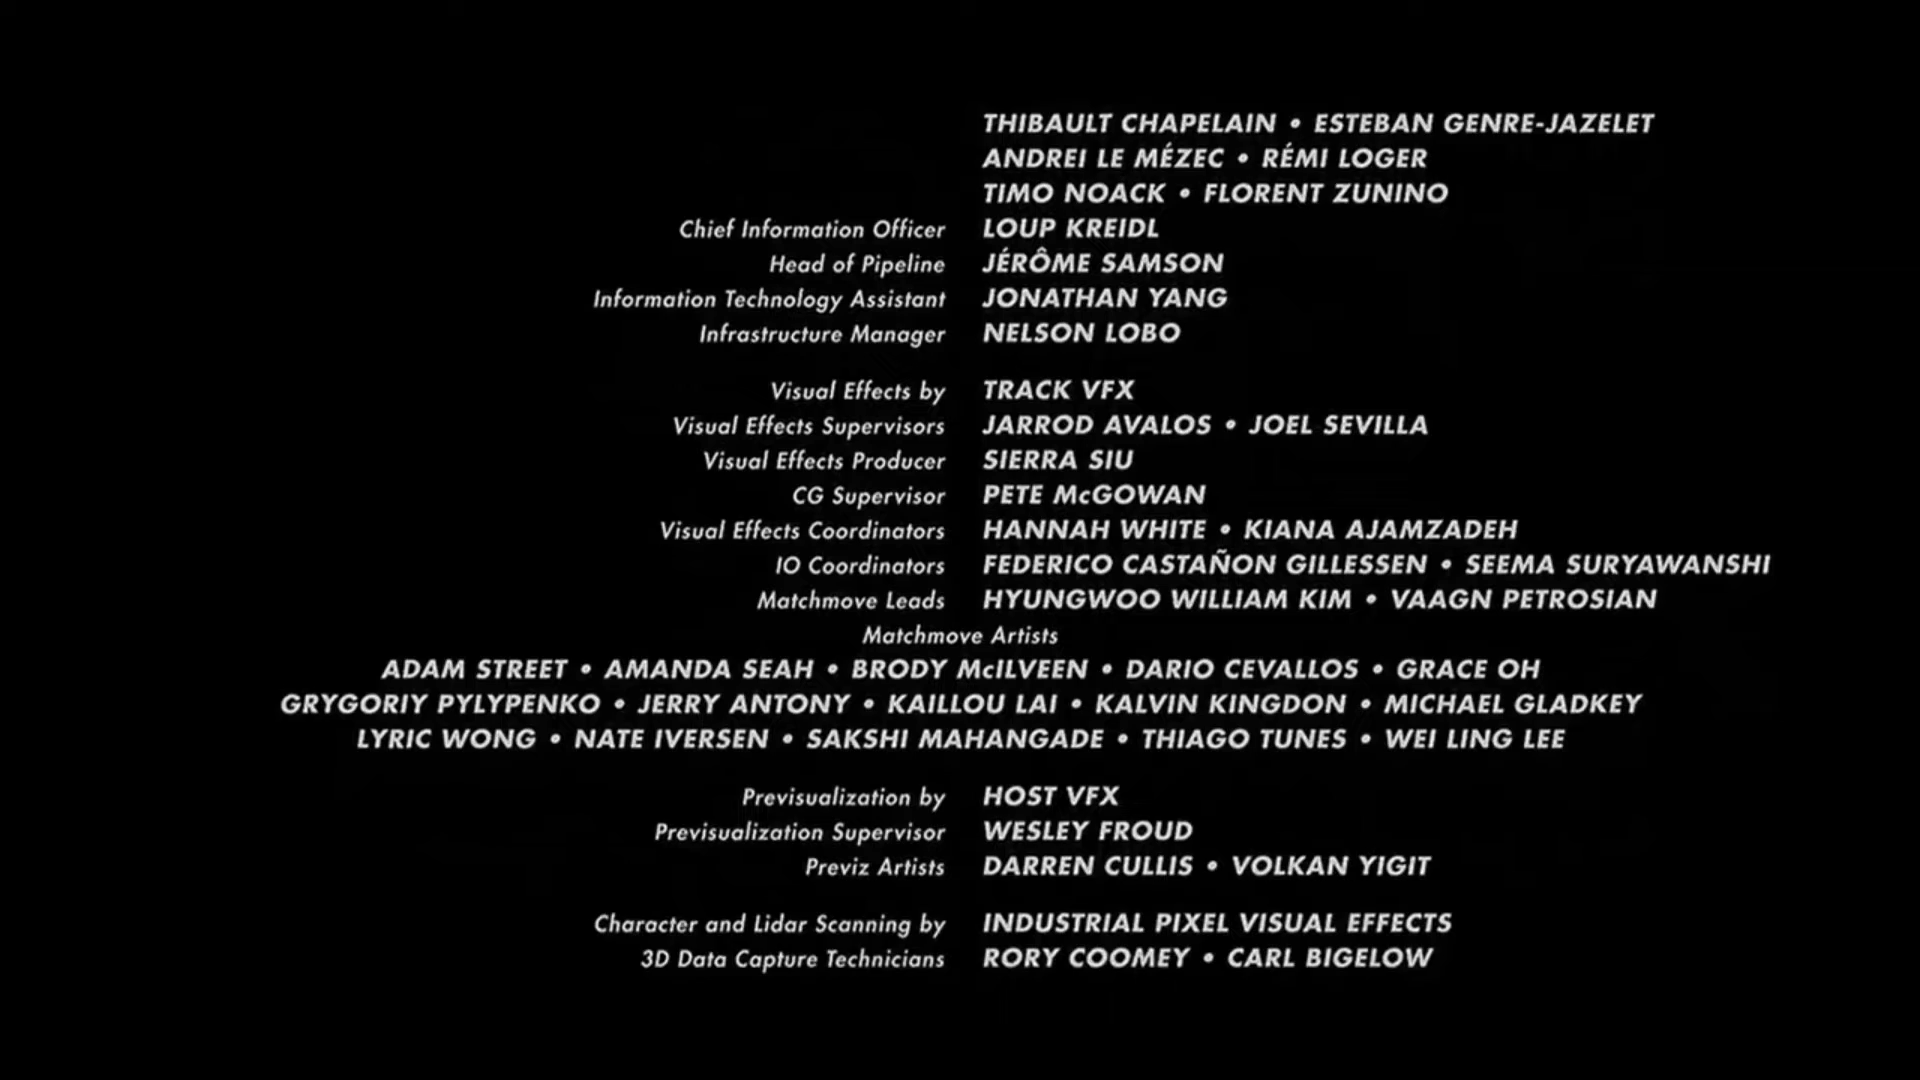 THIBAULT CHAPELAIN • ESTEBAN GENRE-JAZELET
ANDREI LE MÉZEC • RÉMI LOGER
TIMO NOACK • FLORENT ZUNINO
Chief Information Officer LOUP KREIDL
Head of Pipeline JÉRÔME SAMSON
Information Technology Assistant JONATHAN YANG
Infrastructure Manager NELSON LOBO
Visual Effects by TRACK VFX
Visual Effects Supervisors JARROD AVALOS • JOEL SEVILLA
Visual Effects Producer SIERRA SIU
CG Supervisor PETE McGOWAN
Visual Effects Coordinators HANNAH WHITE • KIANA AJAMZADEH
IO Coordinators FEDERICO CASTAÑON GILLESSEN • SEEMA SURYAWANSHI
Matchmove Leads HYUNGWOO WILLIAM KIM • VAAGN PETROSIAN
Matchmove Artists
ADAM STREET • AMANDA SEAH • BRODY McILVEEN • DARIO CEVALLOS • GRACE OH
GRYGORIY PYLYPENKO • JERRY ANTONY • KAILLOU LAI • KALVIN KINGDON • MICHAEL GLADKEY
LYRIC WONG • NATE IVERSEN • SAKSHI MAHANGADE • THIAGO TUNES • WEI LING LEE
Previsualization by HOST VFX
Previsualization Supervisor WESLEY FROUD
Previz Artists DARREN CULLIS • VOLKAN YIGIT
Character and Lidar Scanning by INDUSTRIAL PIXEL VISUAL EFFECTS
3D Data Capture Technicians RORY COOMEY • CARL BIGELOW